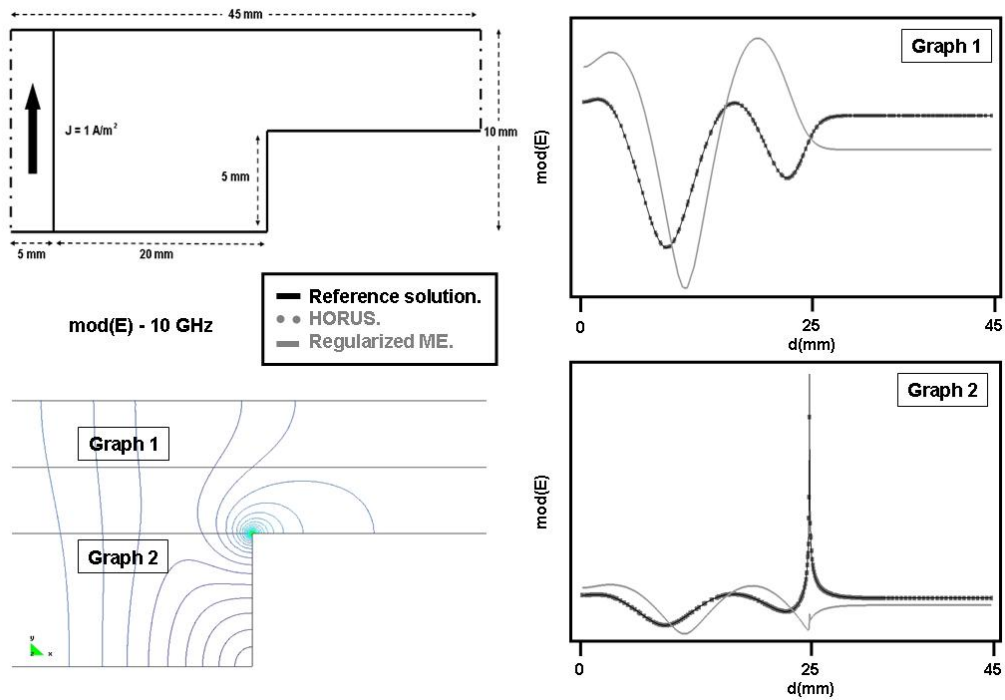 45 mm
J = 1 A/m²
10 mm
5 mm
5 mm
20 mm
mod(E) - 10 GHz
Reference solution.
HORUS.
Regularized ME.
Graph 1
Graph 2
y
z
x
Graph 1
mod(E)
0
25
45
d(mm)
Graph 2
mod(E)
0
25
45
d(mm)